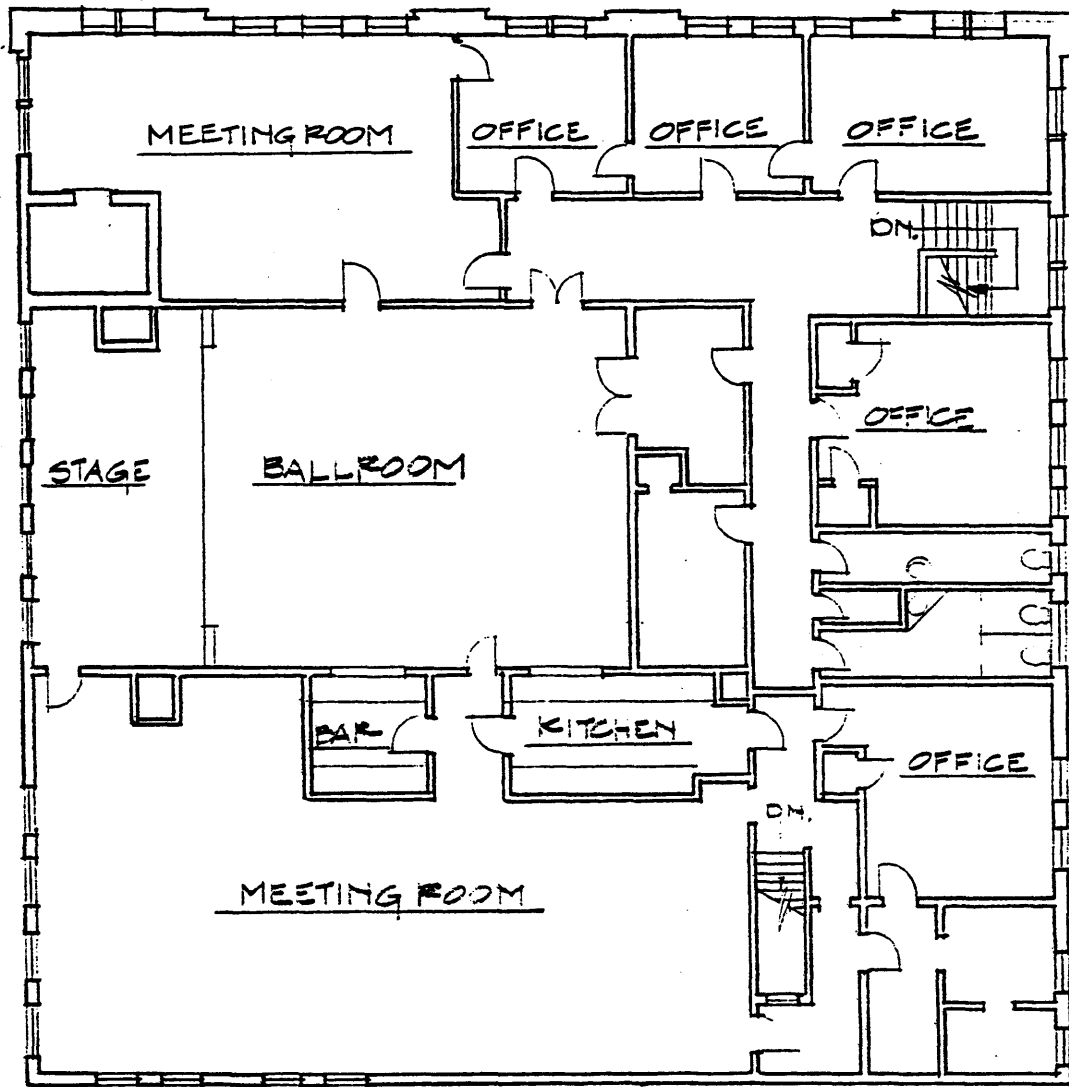 MEETING ROOM
OFFICE
OFFICE
OFFICE
DN.
OFFICE
STAGE
BALLROOM
BAR
KITCHEN
OFFICE
DN.
MEETING ROOM